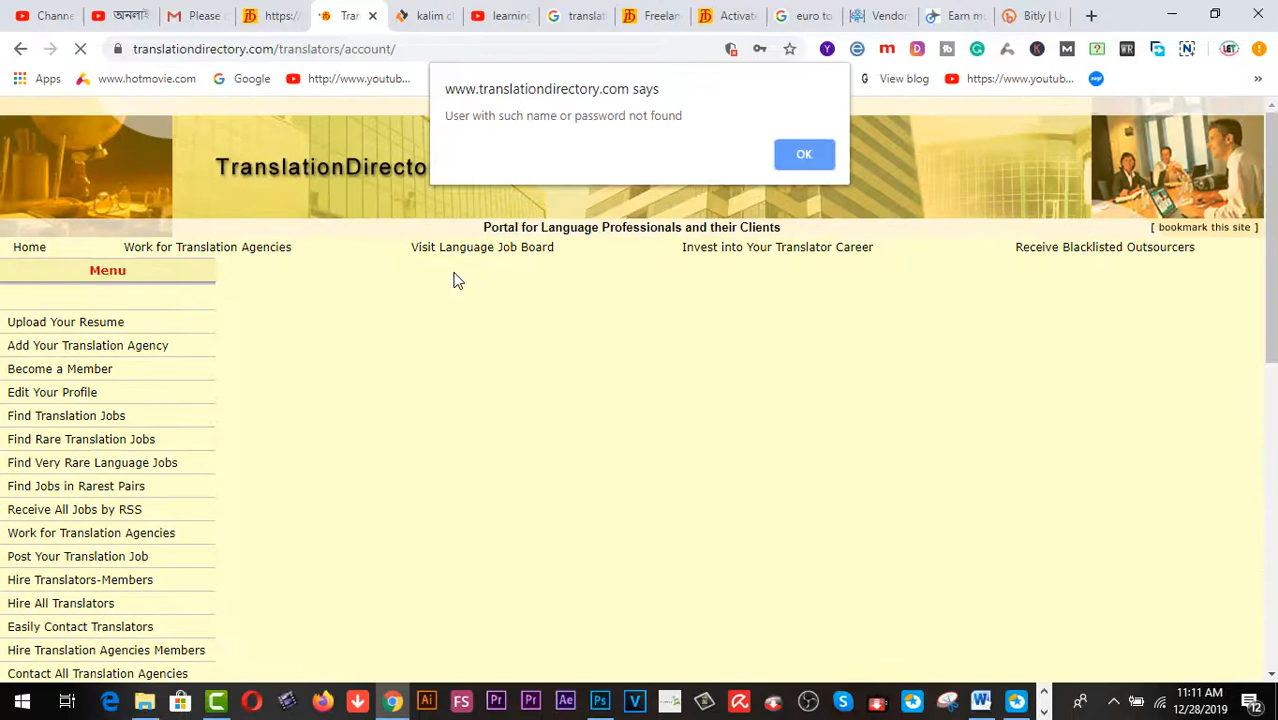 Channe
অনলাই
Please c
https:/
Tran
kalim cl
learning
translat
Freelan
Activat
euro to
Vendor
Earn mo
Bitly | U
translationdirectory.com/translators/account/
Apps
www.hotmovie.com
Google
http://www.youtub...
View blog
https://www.youtub...
www.translationdirectory.com says
User with such name or password not found
OK
TranslationDirecto
Portal for Language Professionals and their Clients
[ bookmark this site ]
Home
Work for Translation Agencies
Visit Language Job Board
Invest into Your Translator Career
Receive Blacklisted Outsourcers
Menu
Upload Your Resume
Add Your Translation Agency
Become a Member
Edit Your Profile
Find Translation Jobs
Find Rare Translation Jobs
Find Very Rare Language Jobs
Find Jobs in Rarest Pairs
Receive All Jobs by RSS
Work for Translation Agencies
Post Your Translation Job
Hire Translators-Members
Hire All Translators
Easily Contact Translators
Hire Translation Agencies Members
Contact All Translation Agencies
11:11 AM
12/28/2019